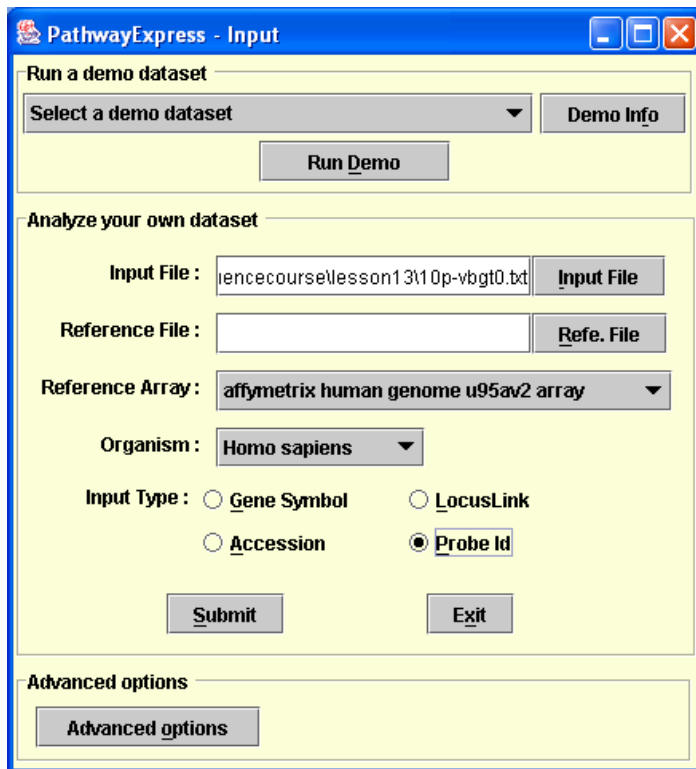 PathwayExpress - Input
Run a demo dataset
Select a demo dataset Demo Info
Run Demo
Analyze your own dataset
Input File : iencecourse\lesson13\10p-vbgt0.txt Input File
Reference File : Refe. File
Reference Array : affymetrix human genome u95av2 array
Organism : Homo sapiens
Input Type : Gene Symbol LocusLink
Accession Probe Id
Submit Exit
Advanced options
Advanced options